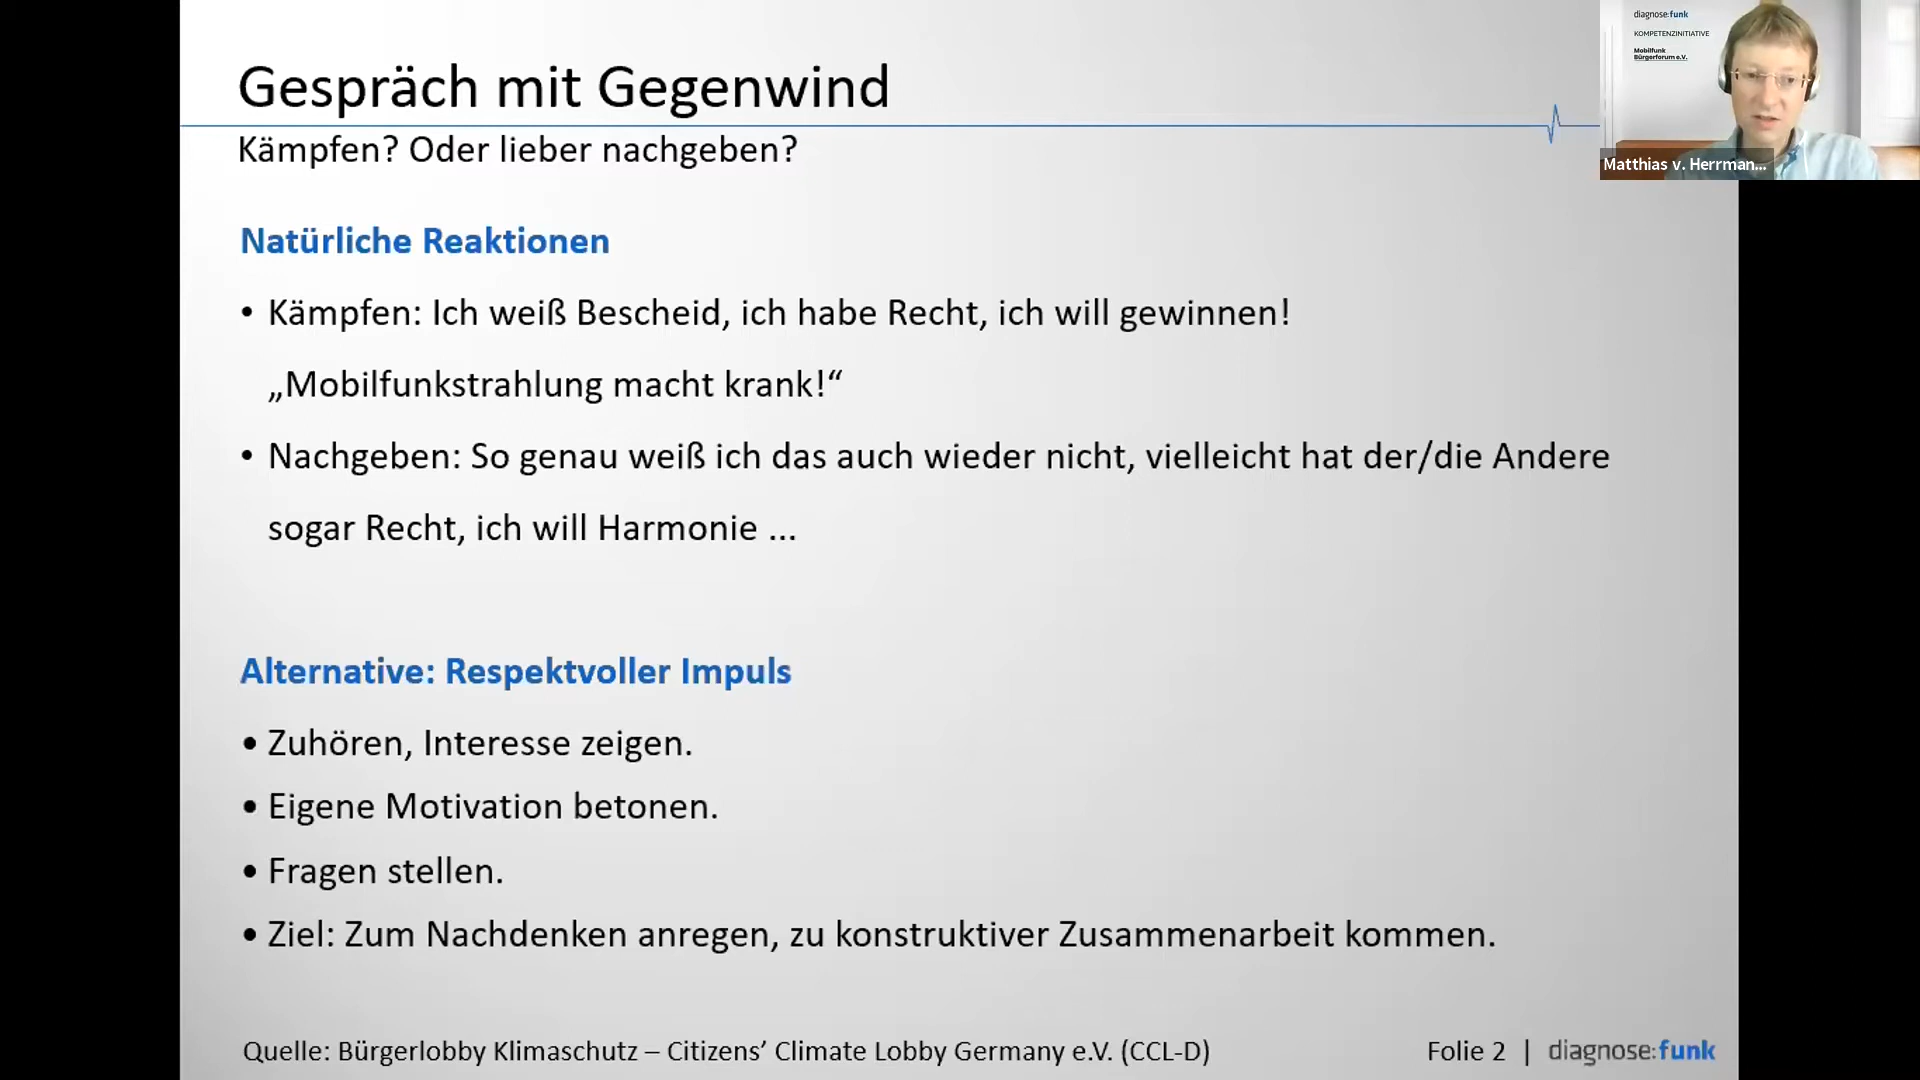 Gespräch mit Gegenwind
Kämpfen? Oder lieber nachgeben?
Natürliche Reaktionen
• Kämpfen: Ich weiß Bescheid, ich habe Recht, ich will gewinnen!
„Mobilfunkstrahlung macht krank!“
• Nachgeben: So genau weiß ich das auch wieder nicht, vielleicht hat der/die Andere
sogar Recht, ich will Harmonie ...
Alternative: Respektvoller Impuls
• Zuhören, Interesse zeigen.
• Eigene Motivation betonen.
• Fragen stellen.
• Ziel: Zum Nachdenken anregen, zu konstruktiver Zusammenarbeit kommen.
Quelle: Bürgerlobby Klimaschutz – Citizens’ Climate Lobby Germany e.V. (CCL-D)
Folie 2 | diagnose:funk
diagnose:funk
KOMPETENZINITIATIVE
Mobilfunk
Bürgerforum e.V.
Matthias v. Herrman...